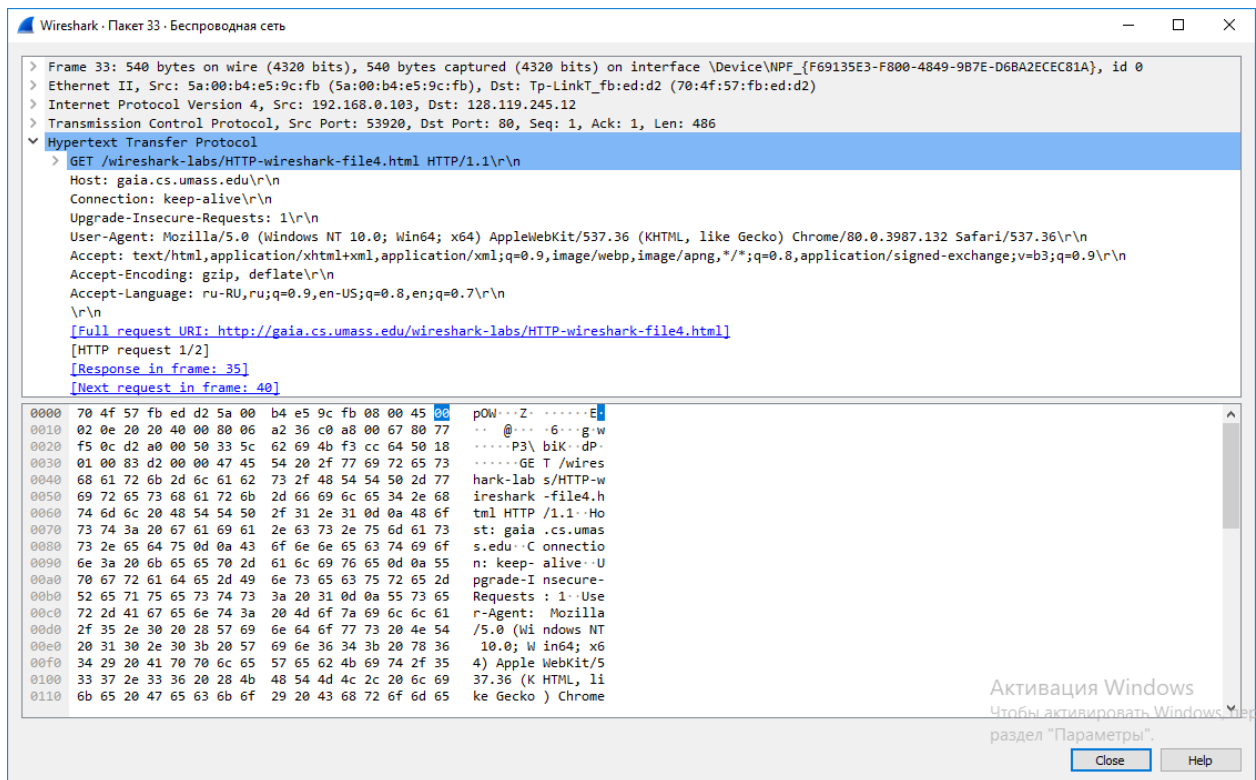 Wireshark · Пакет 33 · Беспроводная сеть
Frame 33: 540 bytes on wire (4320 bits), 540 bytes captured (4320 bits) on interface \Device\NPF_{F69135E3-F800-4849-9B7E-D6BA2ECEC81A}, id 0
Ethernet II, Src: 5a:00:b4:e5:9c:fb (5a:00:b4:e5:9c:fb), Dst: Tp-LinkT_fb:ed:d2 (70:4f:57:fb:ed:d2)
Internet Protocol Version 4, Src: 192.168.0.103, Dst: 128.119.245.12
Transmission Control Protocol, Src Port: 53920, Dst Port: 80, Seq: 1, Ack: 1, Len: 486
Hypertext Transfer Protocol
GET /wireshark-labs/HTTP-wireshark-file4.html HTTP/1.1\r\n
Host: gaia.cs.umass.edu\r\n
Connection: keep-alive\r\n
Upgrade-Insecure-Requests: 1\r\n
User-Agent: Mozilla/5.0 (Windows NT 10.0; Win64; x64) AppleWebKit/537.36 (KHTML, like Gecko) Chrome/80.0.3987.132 Safari/537.36\r\n
Accept: text/html,application/xhtml+xml,application/xml;q=0.9,image/webp,image/apng,*/*;q=0.8,application/signed-exchange;v=b3;q=0.9\r\n
Accept-Encoding: gzip, deflate\r\n
Accept-Language: ru-RU,ru;q=0.9,en-US;q=0.8,en;q=0.7\r\n
\r\n
[Full request URI: http://gaia.cs.umass.edu/wireshark-labs/HTTP-wireshark-file4.html]
[HTTP request 1/2]
[Response in frame: 35]
[Next request in frame: 40]
0000 70 4f 57 fb ed d2 5a 00 b4 e5 9c fb 08 00 45 00 pOW···Z· ······E·
0010 02 0e 20 20 40 00 80 06 a2 36 c0 a8 00 67 80 77 ··  @··· ·6···g·w
0020 f5 0c d2 a0 00 50 33 5c 62 69 4b f3 cc 64 50 18 ·····P3\ biK··dP·
0030 01 00 83 d2 00 00 47 45 54 20 2f 77 69 72 65 73 ······GE T /wires
0040 68 61 72 6b 2d 6c 61 62 73 2f 48 54 54 50 2d 77 hark-lab s/HTTP-w
0050 69 72 65 73 68 61 72 6b 2d 66 69 6c 65 34 2e 68 ireshark -file4.h
0060 74 6d 6c 20 48 54 54 50 2f 31 2e 31 0d 0a 48 6f tml HTTP /1.1··Ho
0070 73 74 3a 20 67 61 69 61 2e 63 73 2e 75 6d 61 73 st: gaia .cs.umas
0080 73 2e 65 64 75 0d 0a 43 6f 6e 6e 65 63 74 69 6f s.edu··C onnectio
0090 6e 3a 20 6b 65 65 70 2d 61 6c 69 76 65 0d 0a 55 n: keep- alive··U
00a0 70 67 72 61 64 65 2d 49 6e 73 65 63 75 72 65 2d pgrade-I nsecure-
00b0 52 65 71 75 65 73 74 73 3a 20 31 0d 0a 55 73 65 Requests : 1··Use
00c0 72 2d 41 67 65 6e 74 3a 20 4d 6f 7a 69 6c 6c 61 r-Agent: Mozilla
00d0 2f 35 2e 30 20 28 57 69 6e 64 6f 77 73 20 4e 54 /5.0 (Wi ndows NT
00e0 20 31 30 2e 30 3b 20 57 69 6e 36 34 3b 20 78 36 10.0; W in64; x6
00f0 34 29 20 41 70 70 6c 65 57 65 62 4b 69 74 2f 35 4) Apple WebKit/5
0100 33 37 2e 33 36 20 28 4b 48 54 4d 4c 2c 20 6c 69 37.36 (K HTML, li
0110 6b 65 20 47 65 63 6b 6f 29 20 43 68 72 6f 6d 65 ke Gecko ) Chrome
Активация Windows
Чтобы активировать Windows, пер
раздел "Параметры".
Close Help